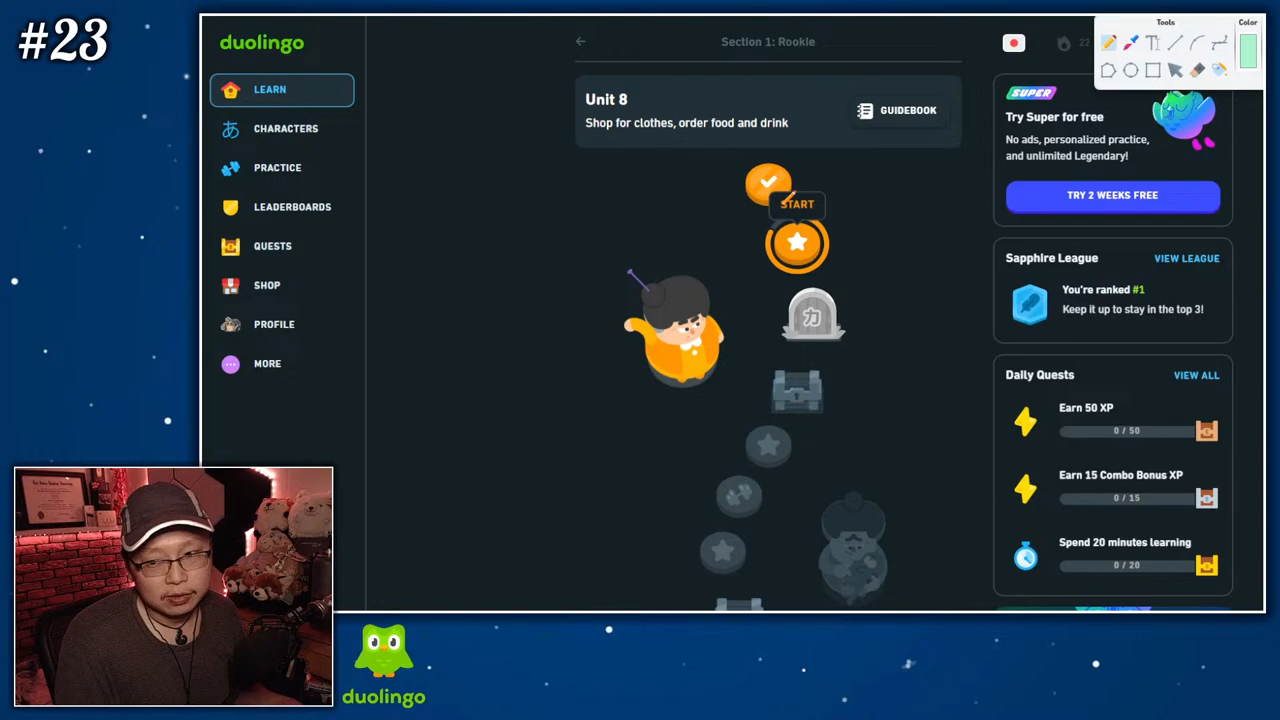 #23
duolingo
LEARN
あ CHARACTERS
PRACTICE
LEADERBOARDS
QUESTS
SHOP
PROFILE
MORE
Section 1: Rookie
Unit 8
Shop for clothes, order food and drink
GUIDEBOOK
START
力
22
Tools
Color
SUPER
Try Super for free
No ads, personalized practice,
and unlimited Legendary!
TRY 2 WEEKS FREE
Sapphire League
VIEW LEAGUE
You're ranked #1
Keep it up to stay in the top 3!
Daily Quests
VIEW ALL
Earn 50 XP
0 / 50
Earn 15 Combo Bonus XP
0 / 15
Spend 20 minutes learning
0 / 20
duolingo